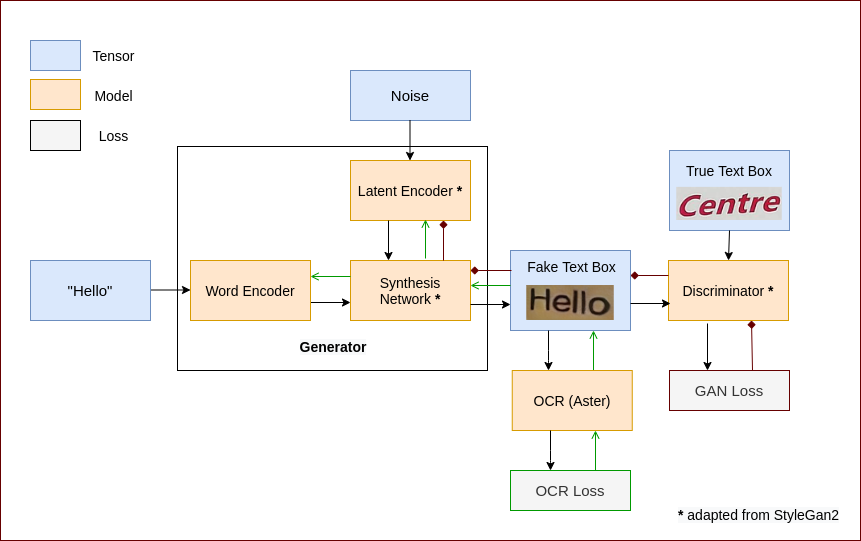 Tensor
Model
Loss
Noise
Latent Encoder *
True Text Box
Centre
"Hello"
Word Encoder
Synthesis
Network *
Fake Text Box
Hello
Discriminator *
Generator
OCR (Aster)
GAN Loss
OCR Loss
* adapted from StyleGan2